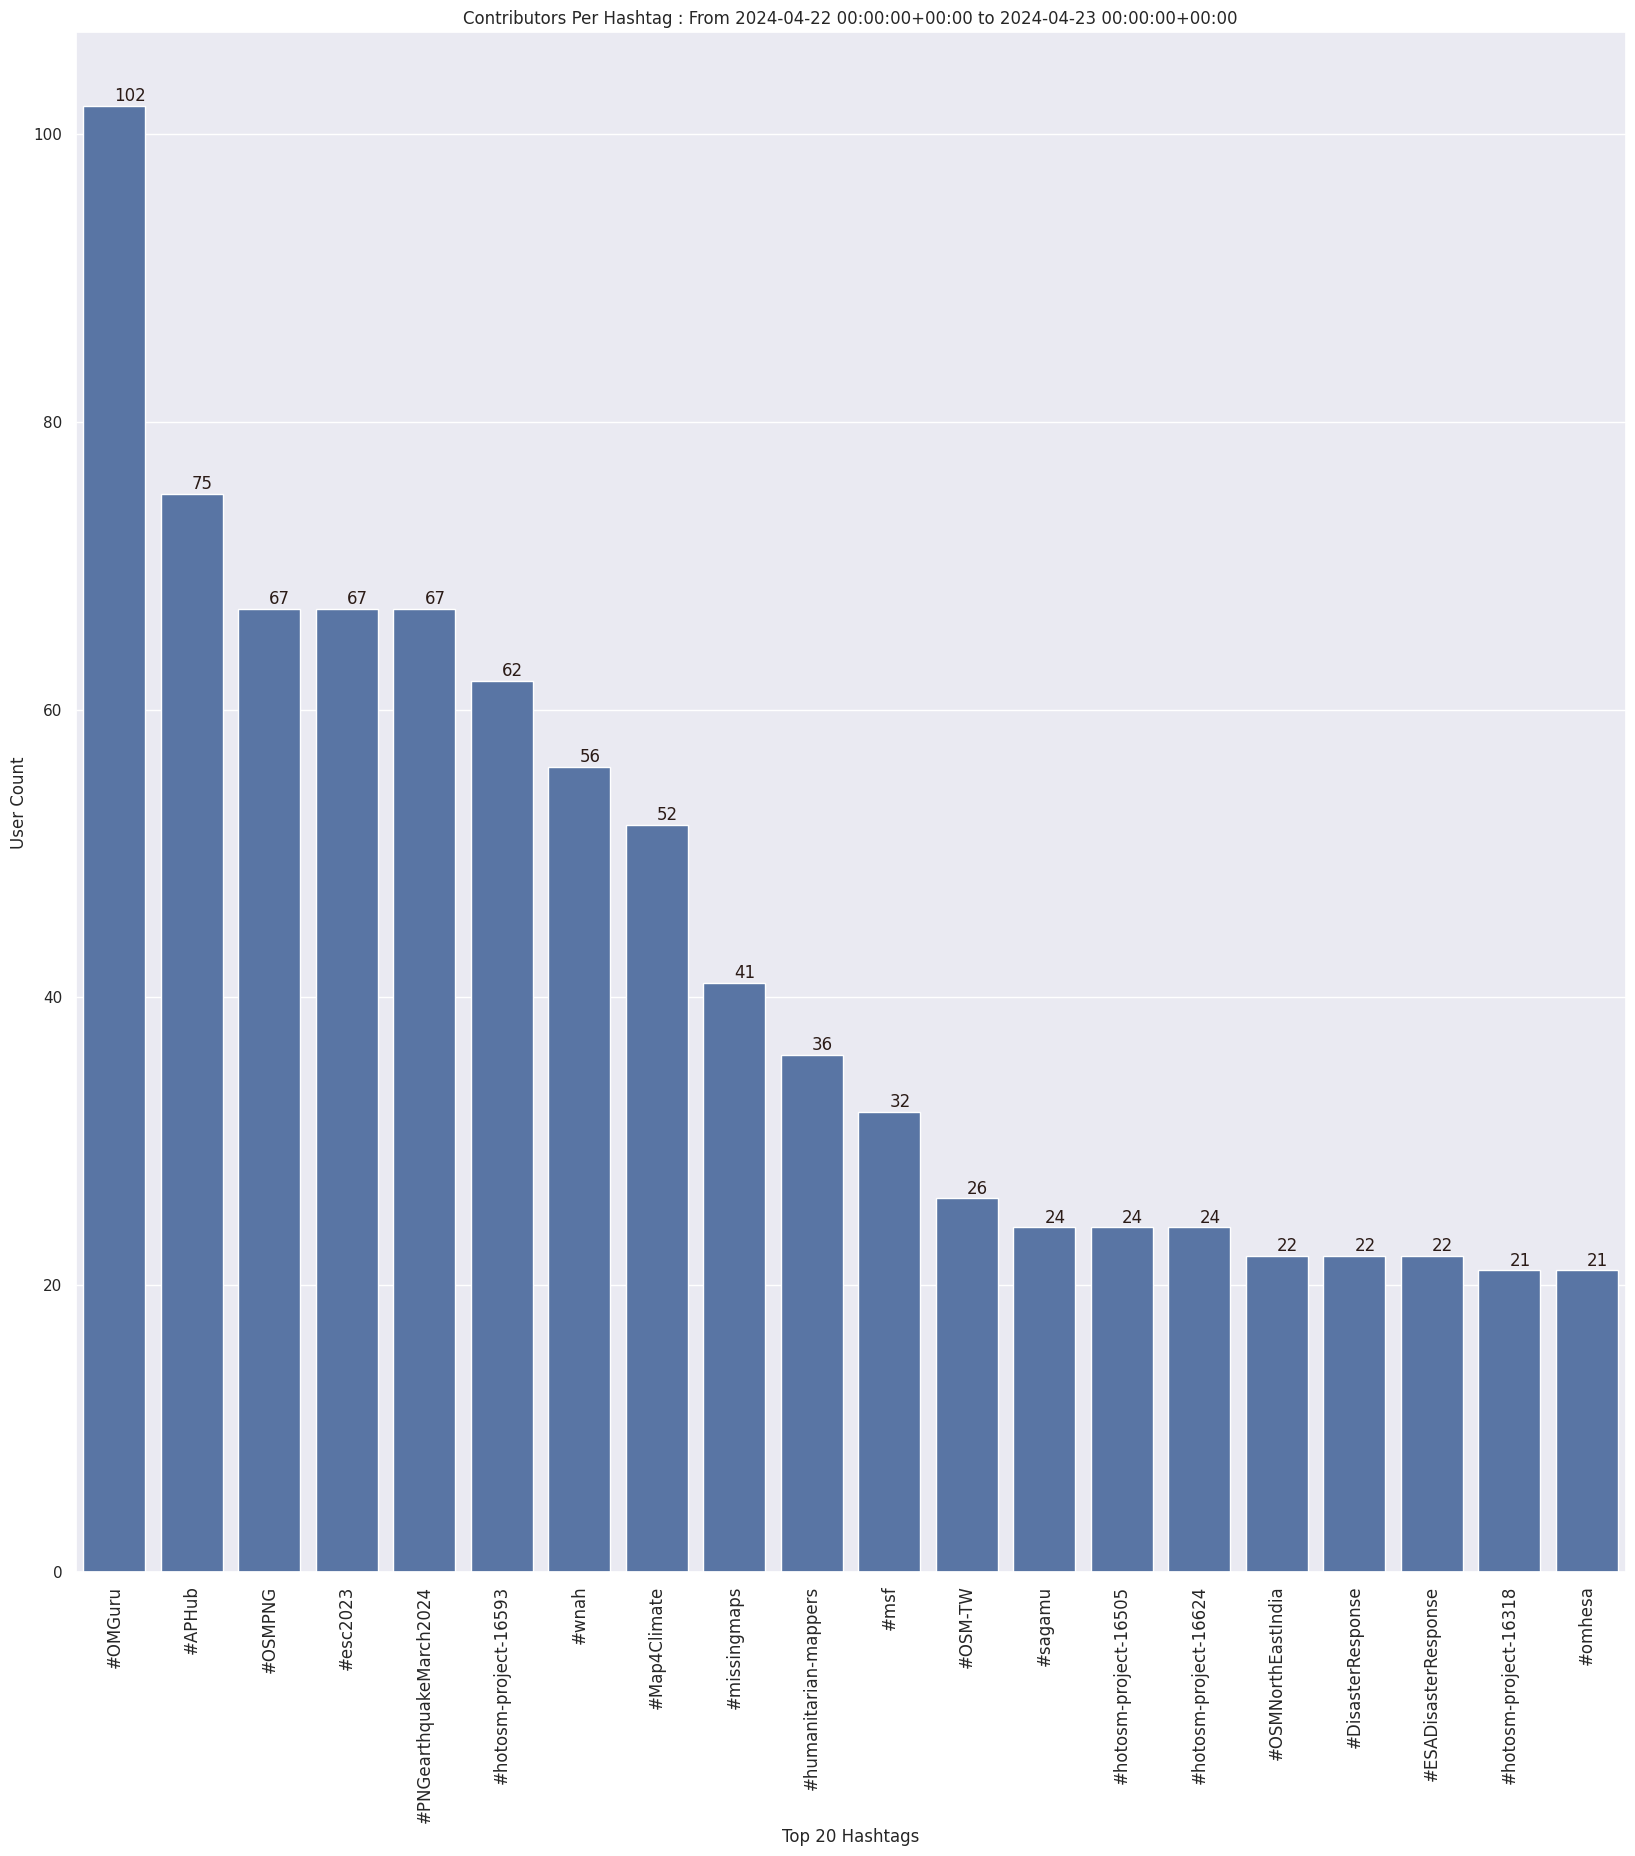 Contributors Per Hashtag : From 2024-04-22 00:00:00+00:00 to 2024-04-23 00:00:00+00:00
User Count
100
80
60
40
20
0
102
75
67
67
67
62
56
52
41
36
32
26
24
24
24
22
22
22
21
21
#OMGuru
#APHub
#OSMPNG
#esc2023
#PNGearthquakeMarch2024
#hotosm-project-16593
#wnah
#Map4Climate
#missingmaps
#humanitarian-mappers
#msf
#OSM-TW
#sagamu
#hotosm-project-16505
#hotosm-project-16624
#OSMNorthEastIndia
#DisasterResponse
#ESADisasterResponse
#hotosm-project-16318
#omhesa
Top 20 Hashtags